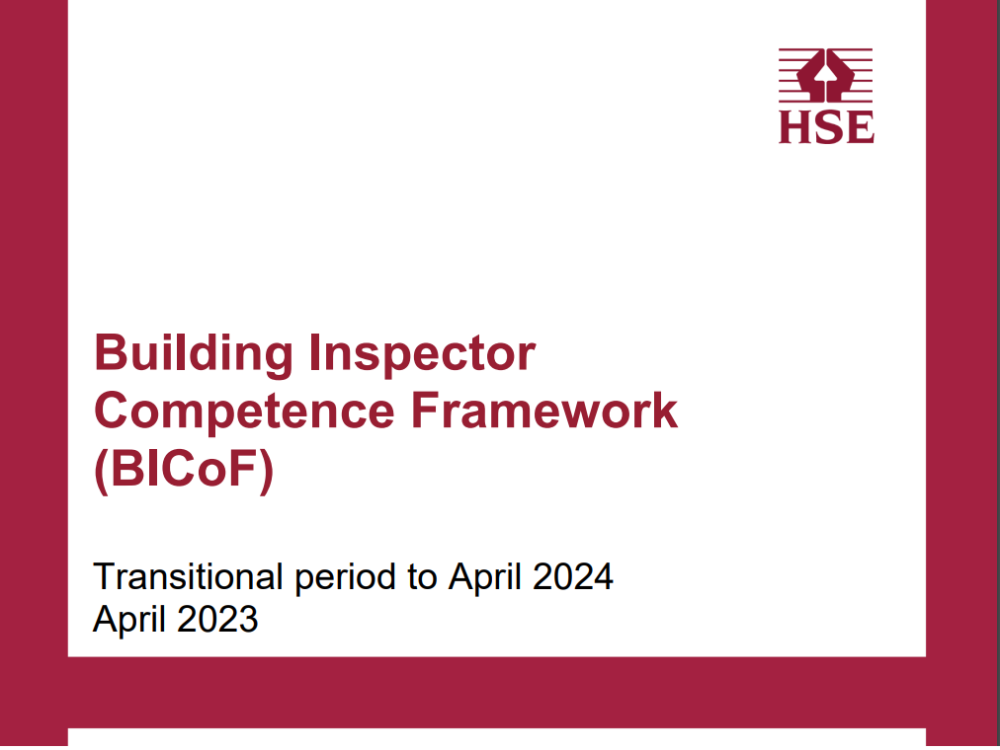 HSE
Building Inspector
Competence Framework
(BICoF)
Transitional period to April 2024
April 2023